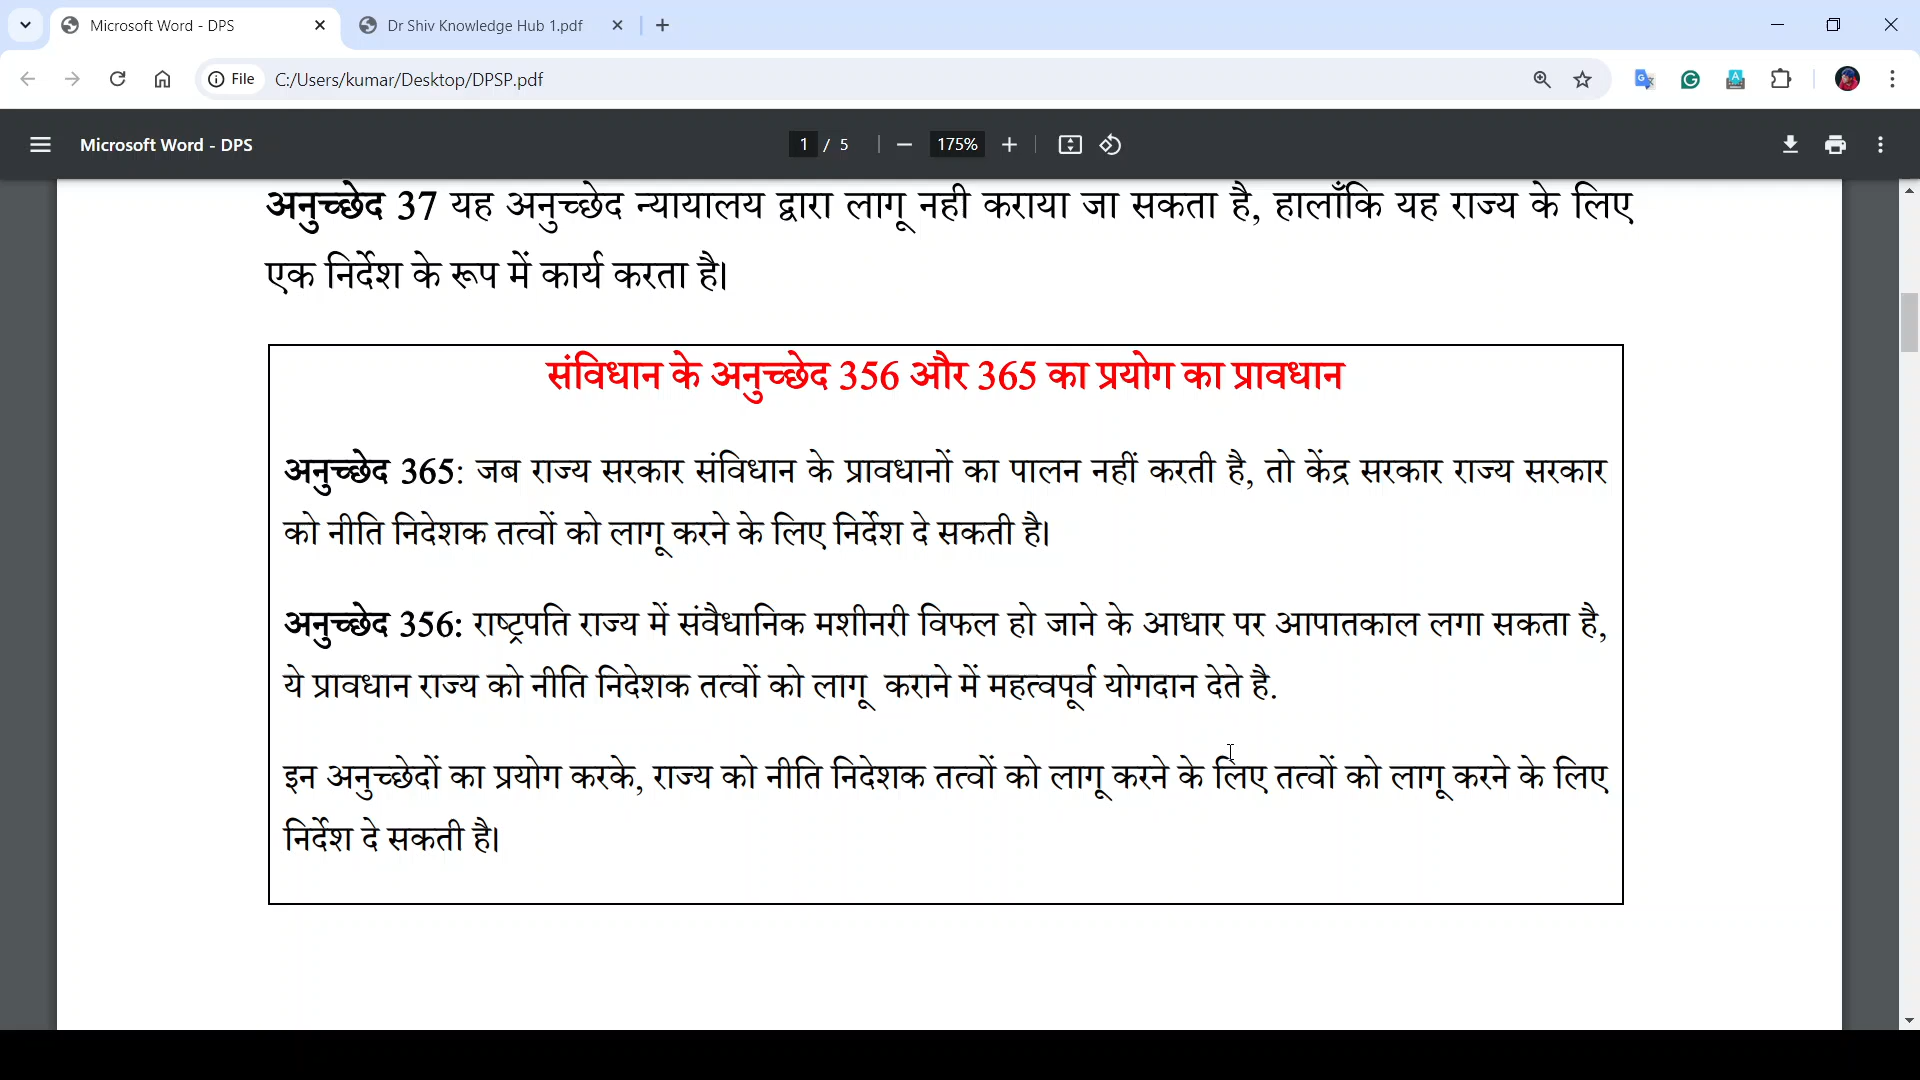 Microsoft Word - DPS
Dr Shiv Knowledge Hub 1.pdf
File
C:/Users/kumar/Desktop/DPSP.pdf
Microsoft Word - DPS
1 / 5
175%
अनुच्छेद 37 यह अनुच्छेद न्यायालय द्वारा लागू नही कराया जा सकता है, हालाँकि यह राज्य के लिए
एक निर्देश के रूप में कार्य करता है।
संविधान के अनुच्छेद 356 और 365 का प्रयोग का प्रावधान
अनुच्छेद 365: जब राज्य सरकार संविधान के प्रावधानों का पालन नहीं करती है, तो केंद्र सरकार राज्य सरकार
को नीति निदेशक तत्वों को लागू करने के लिए निर्देश दे सकती है।
अनुच्छेद 356: राष्ट्रपति राज्य में संवैधानिक मशीनरी विफल हो जाने के आधार पर आपातकाल लगा सकता है,
ये प्रावधान राज्य को नीति निदेशक तत्वों को लागू कराने में महत्वपूर्व योगदान देते है.
इन अनुच्छेदों का प्रयोग करके, राज्य को नीति निदेशक तत्वों को लागू करने के लिए तत्वों को लागू करने के लिए
निर्देश दे सकती है।